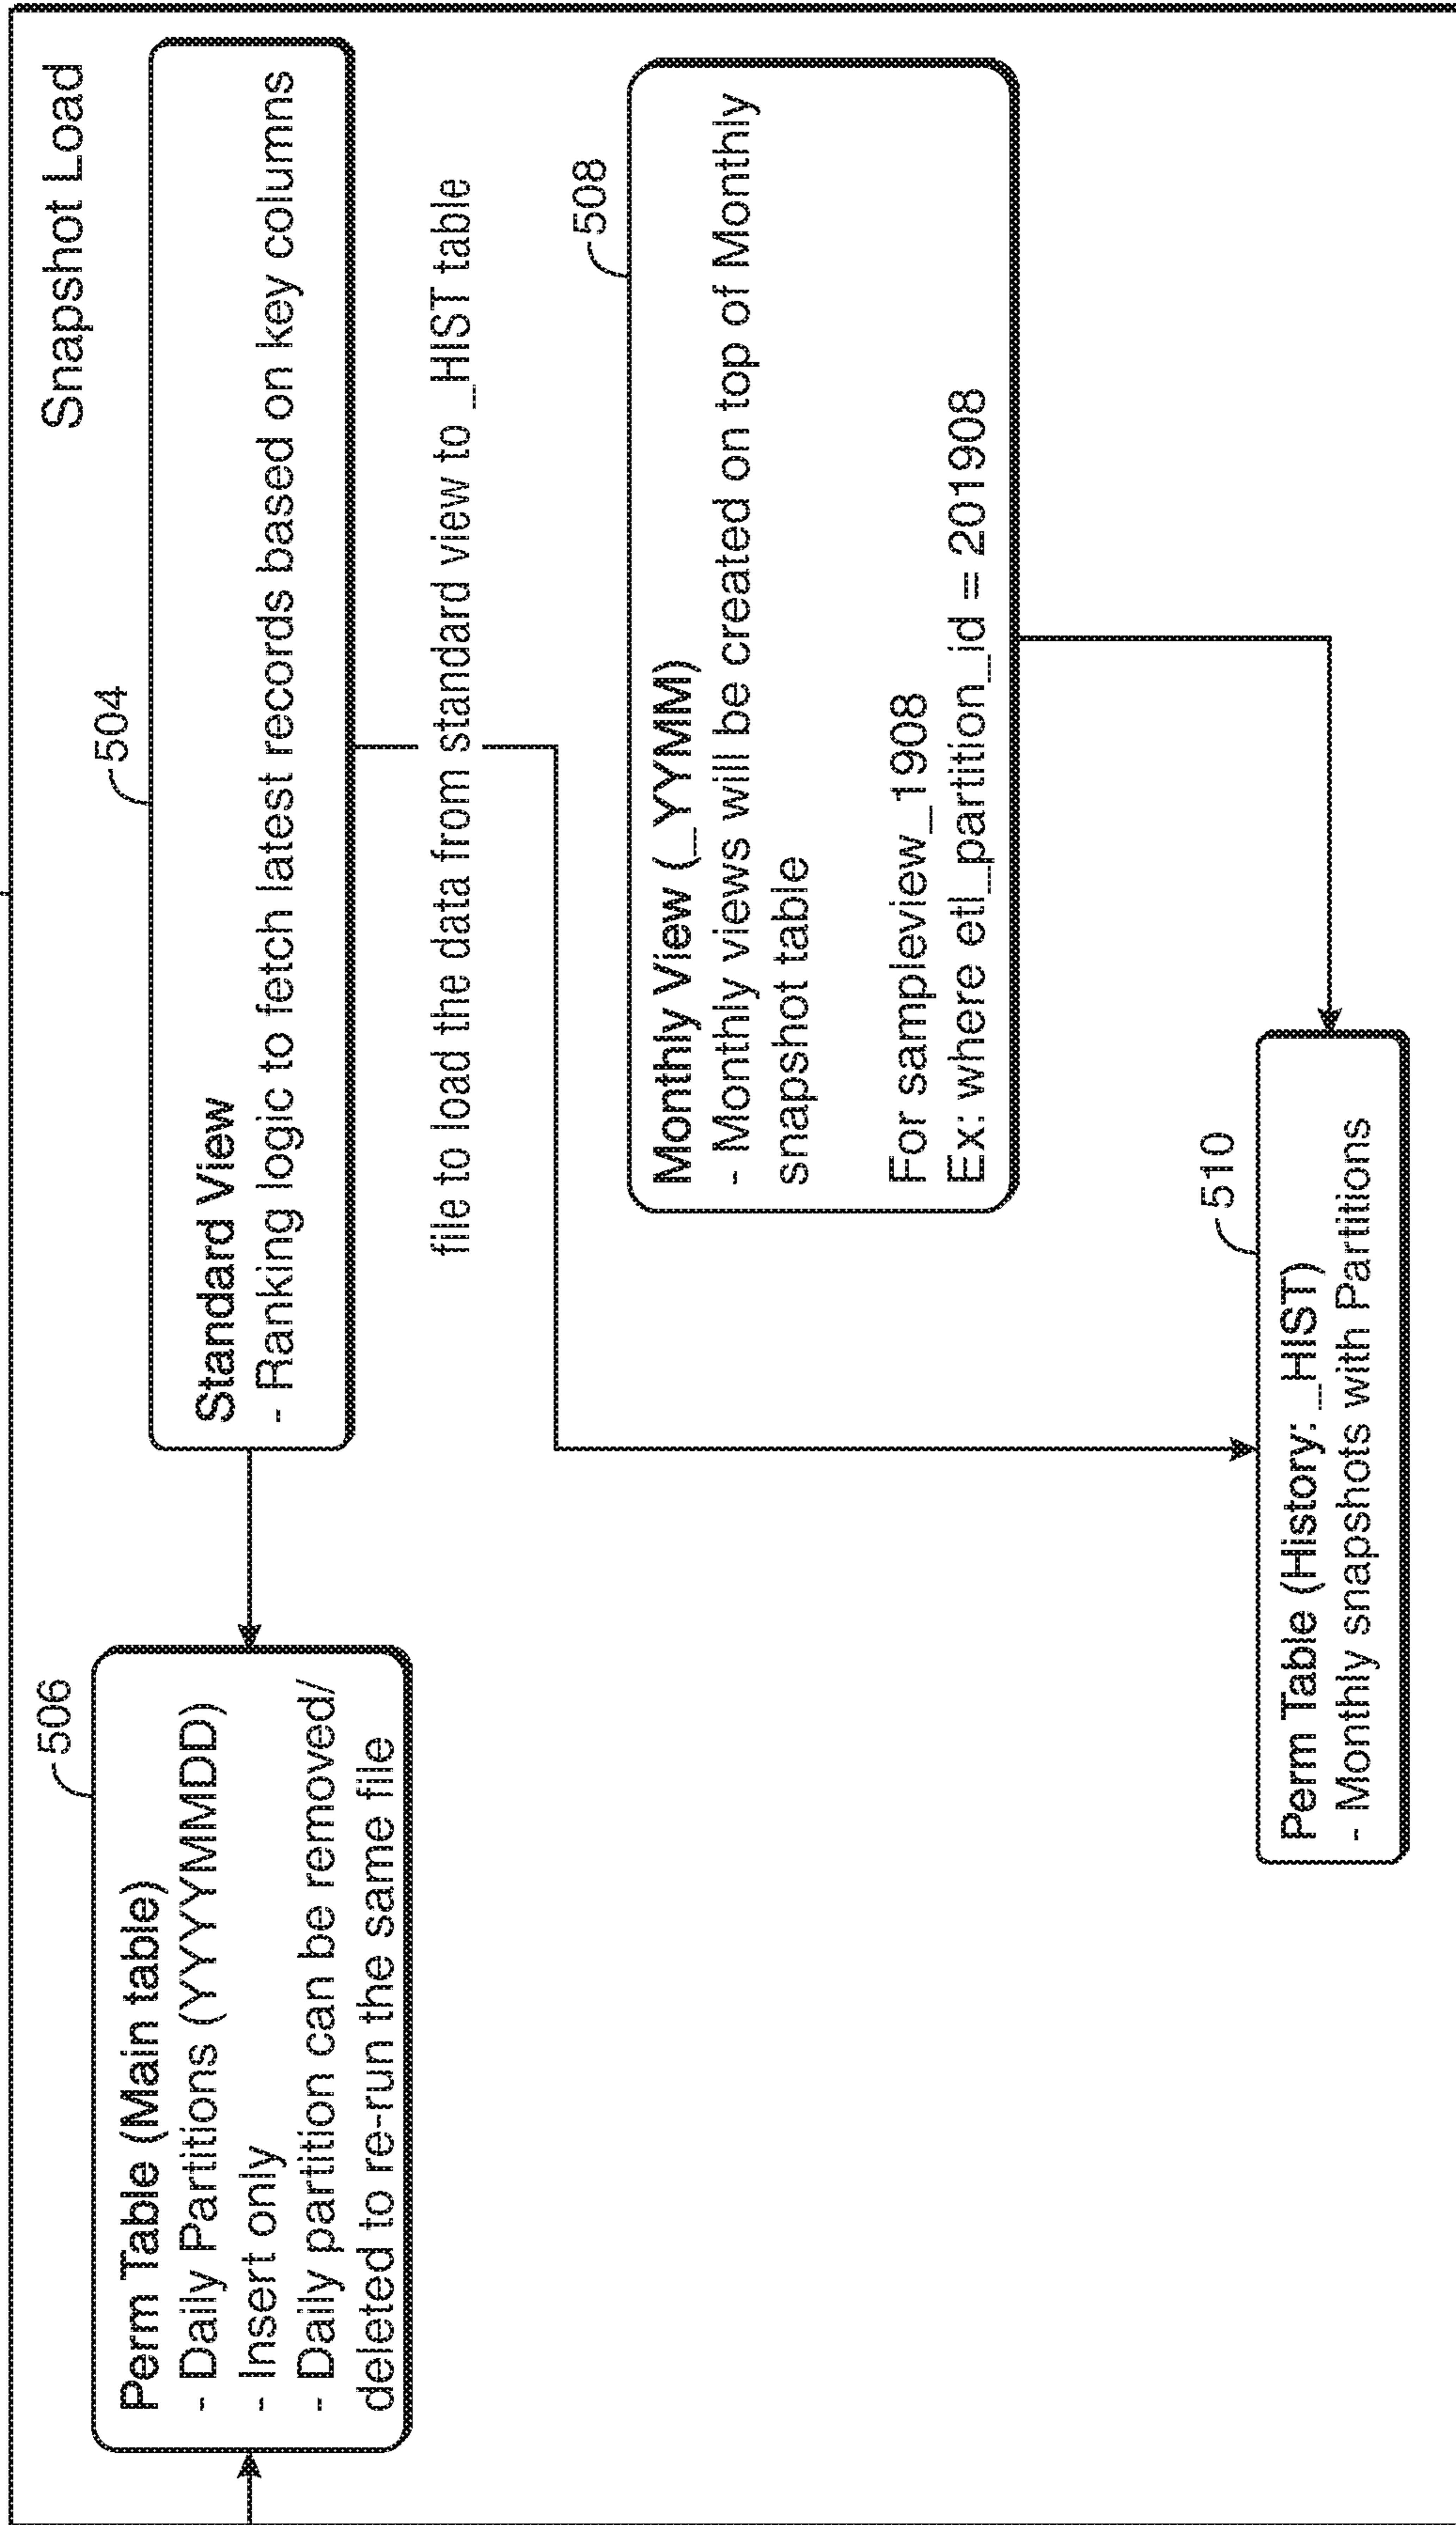 Snapshot Load
506
Perm Table (Main table)
- Daily Partitions (YYYYMMDD)
- Insert only
- Daily partition can be removed/
deleted to re-run the same file
504
Standard View
- Ranking logic to fetch latest records based on key columns
file to load the data from standard view to _HIST table
508
Monthly View (_YYMM)
- Monthly views will be created on top of Monthly
snapshot table
For sampleview_1908
Ex: where etl_partition_id = 201908
510
Perm Table (History: _HIST)
- Monthly snapshots with Partitions